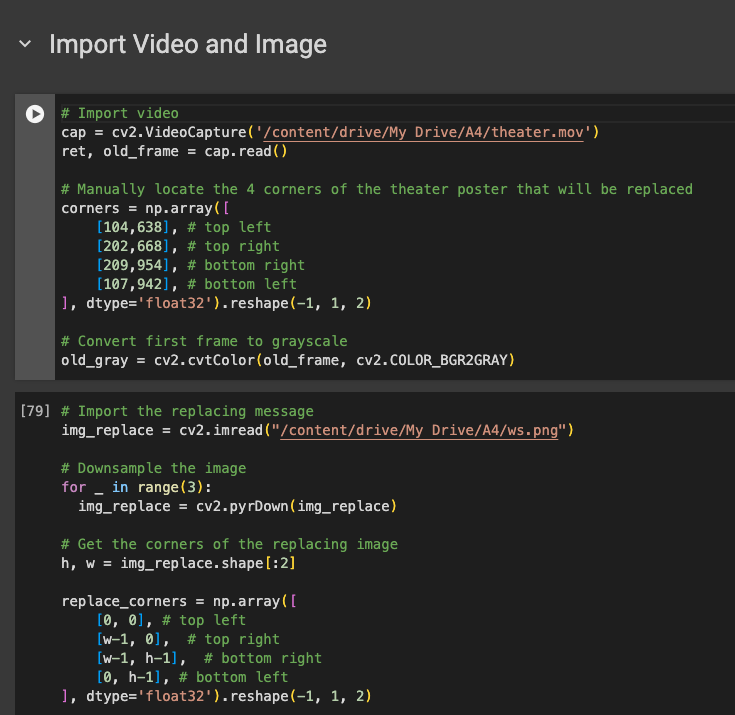 Import Video and Image
# Import video
cap = cv2.VideoCapture('/content/drive/My Drive/A4/theater.mov')
ret, old_frame = cap.read()
# Manually locate the 4 corners of the theater poster that will be replaced
corners = np.array([
    [104,638], # top left
    [202,668], # top right
    [209,954], # bottom right
    [107,942], # bottom left
], dtype='float32').reshape(-1, 1, 2)
# Convert first frame to grayscale
old_gray = cv2.cvtColor(old_frame, cv2.COLOR_BGR2GRAY)
[79] # Import the replacing message
img_replace = cv2.imread("/content/drive/My Drive/A4/ws.png")
# Downsample the image
for _ in range(3):
  img_replace = cv2.pyrDown(img_replace)
# Get the corners of the replacing image
h, w = img_replace.shape[:2]
replace_corners = np.array([
    [0, 0], # top left
    [w-1, 0],  # top right
    [w-1, h-1],  # bottom right
    [0, h-1], # bottom left
], dtype='float32').reshape(-1, 1, 2)